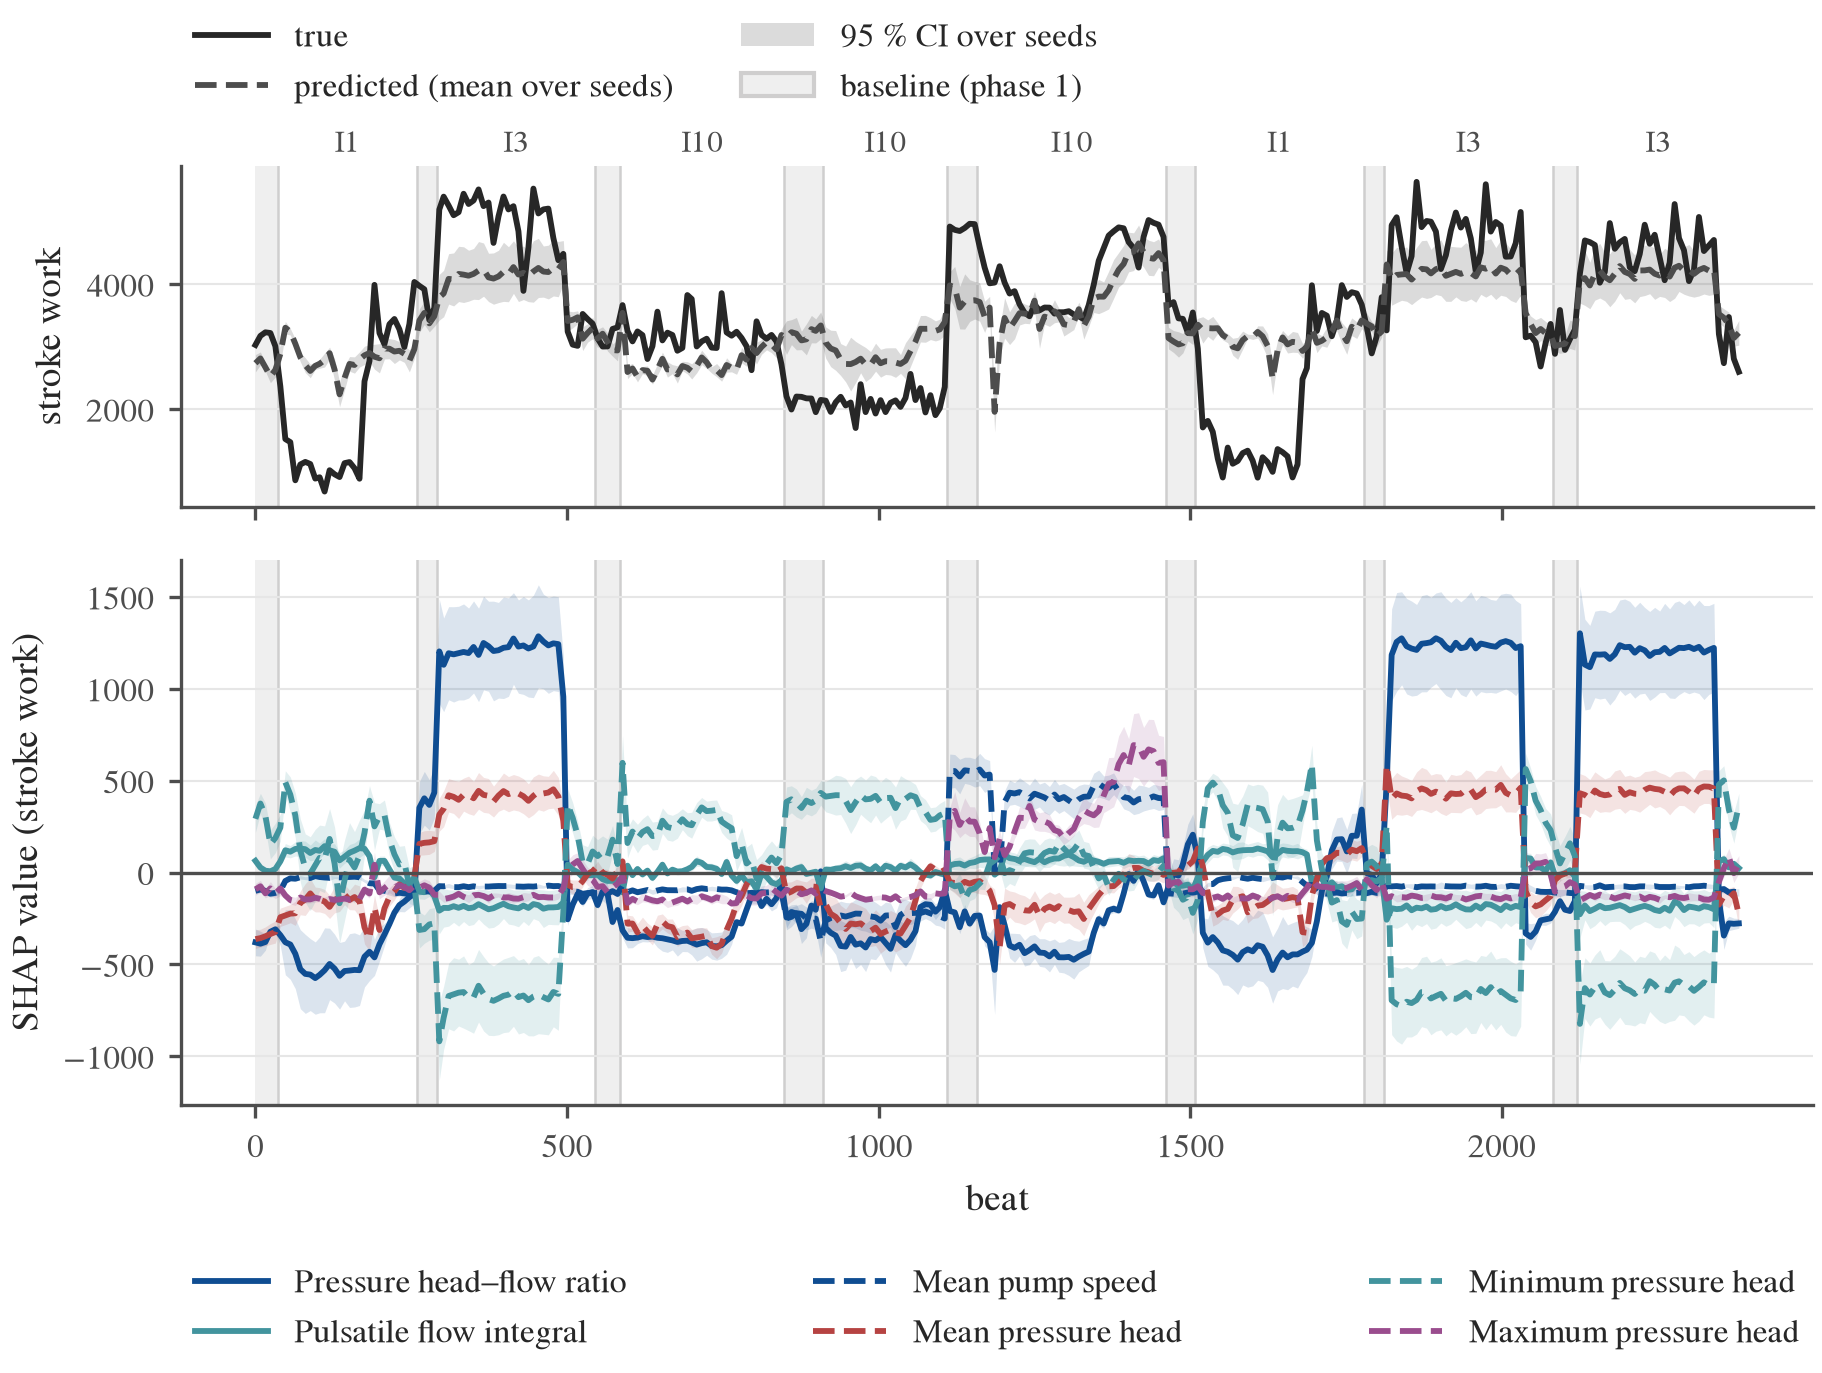 true
95 % CI over seeds
predicted (mean over seeds)
baseline (phase 1)
I1 I3 I10 I10 I10 I1 I3 I3
stroke work
4000
2000
SHAP value (stroke work)
1500
1000
500
0
−500
−1000
0 500 1000 1500 2000
beat
Pressure head–flow ratio
Mean pump speed
Minimum pressure head
Pulsatile flow integral
Mean pressure head
Maximum pressure head